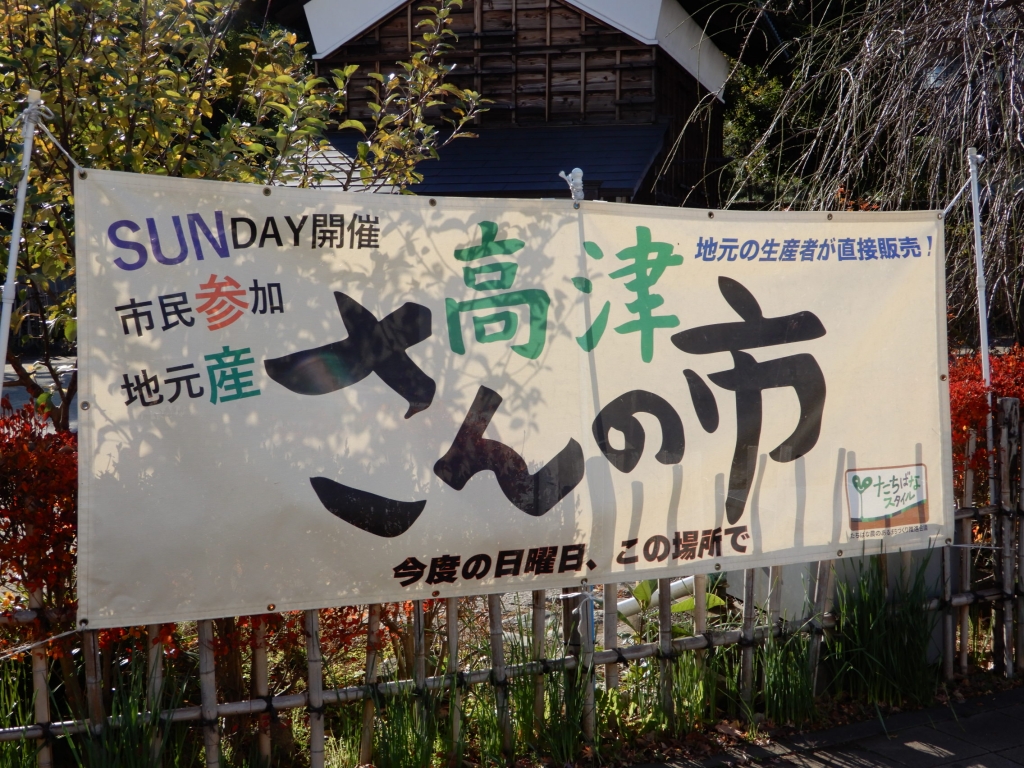 SUNDAY開催
市民参加
地元産
高津
地元の生産者が直接販売！
さんの市
今度の日曜日、この場所で
たちばな
スタイル